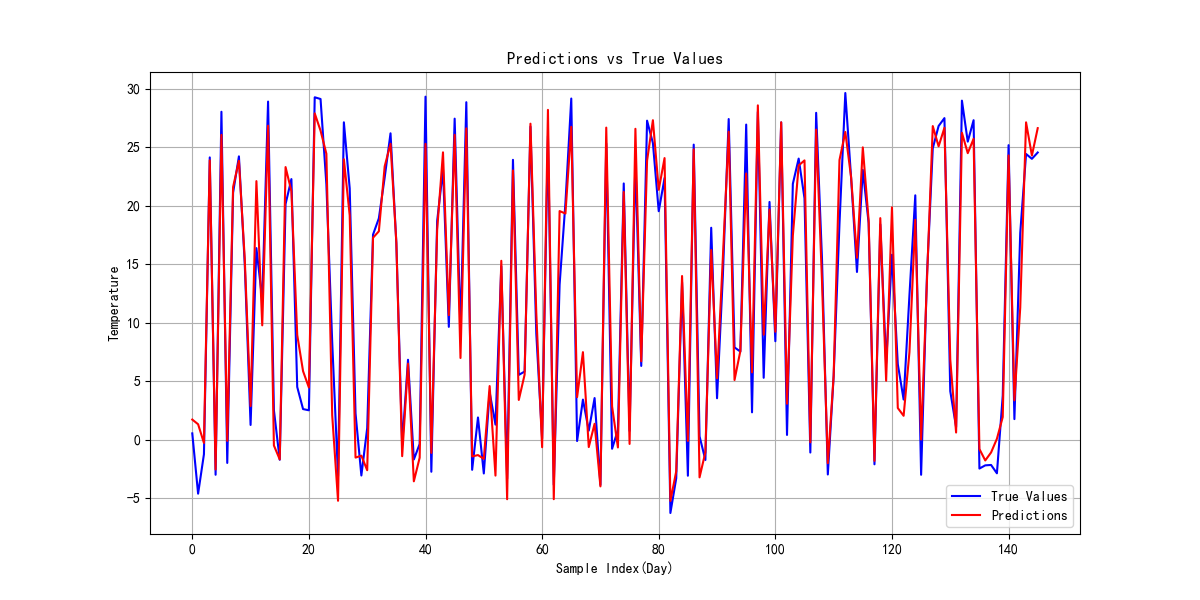 Predictions vs True Values
30
25
20
15
10
5
0
−5
Temperature
0 20 40 60 80 100 120 140
Sample Index(Day)
True Values
Predictions